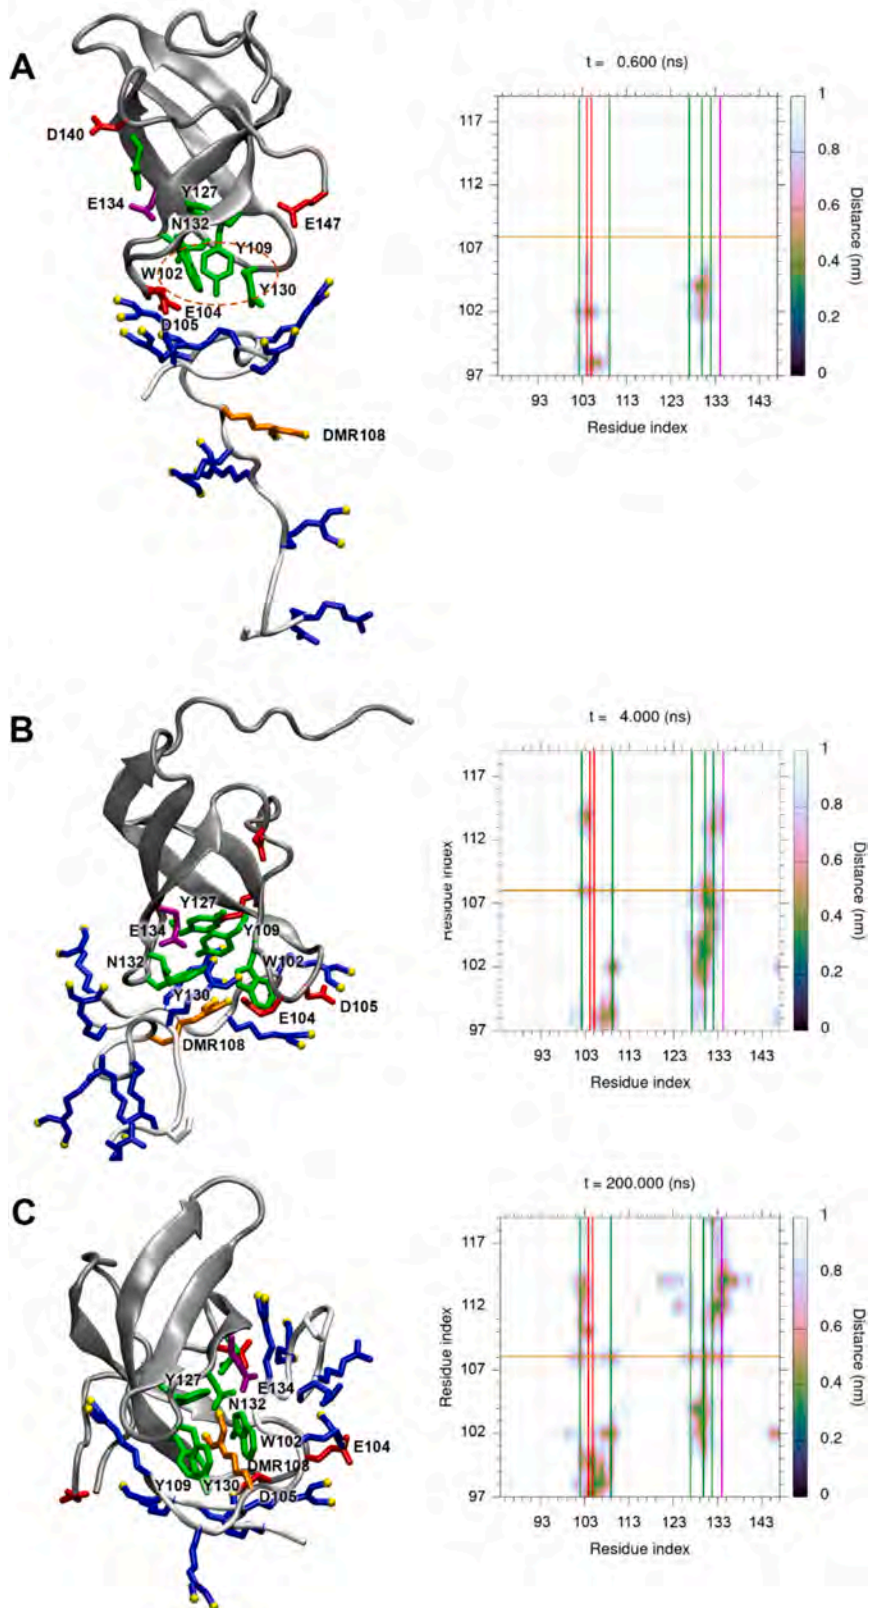 A
D140
E134
Y127
N132
E147
Y109
W102
Y130
E104
D105
DMR108
t = 0.600 (ns)
117
112
107
102
97
93 103 113 123 133 143
Residue index
1
0.8
0.6
0.4
0.2
0
Distance (nm)
B
Y127
E134
Y109
N132
W102
Y130
D105
E104
DMR108
t = 4.000 (ns)
Residue index
117
112
107
102
97
93 103 113 123 133 143
Residue index
1
0.8
0.6
0.4
0.2
0
Distance (nm)
C
Y127
E134
N132
W102
E104
DMR108
Y109
Y130
D105
t = 200.000 (ns)
Residue index
117
112
107
102
97
93 103 113 123 133 143
Residue index
1
0.8
0.6
0.4
0.2
0
Distance (nm)